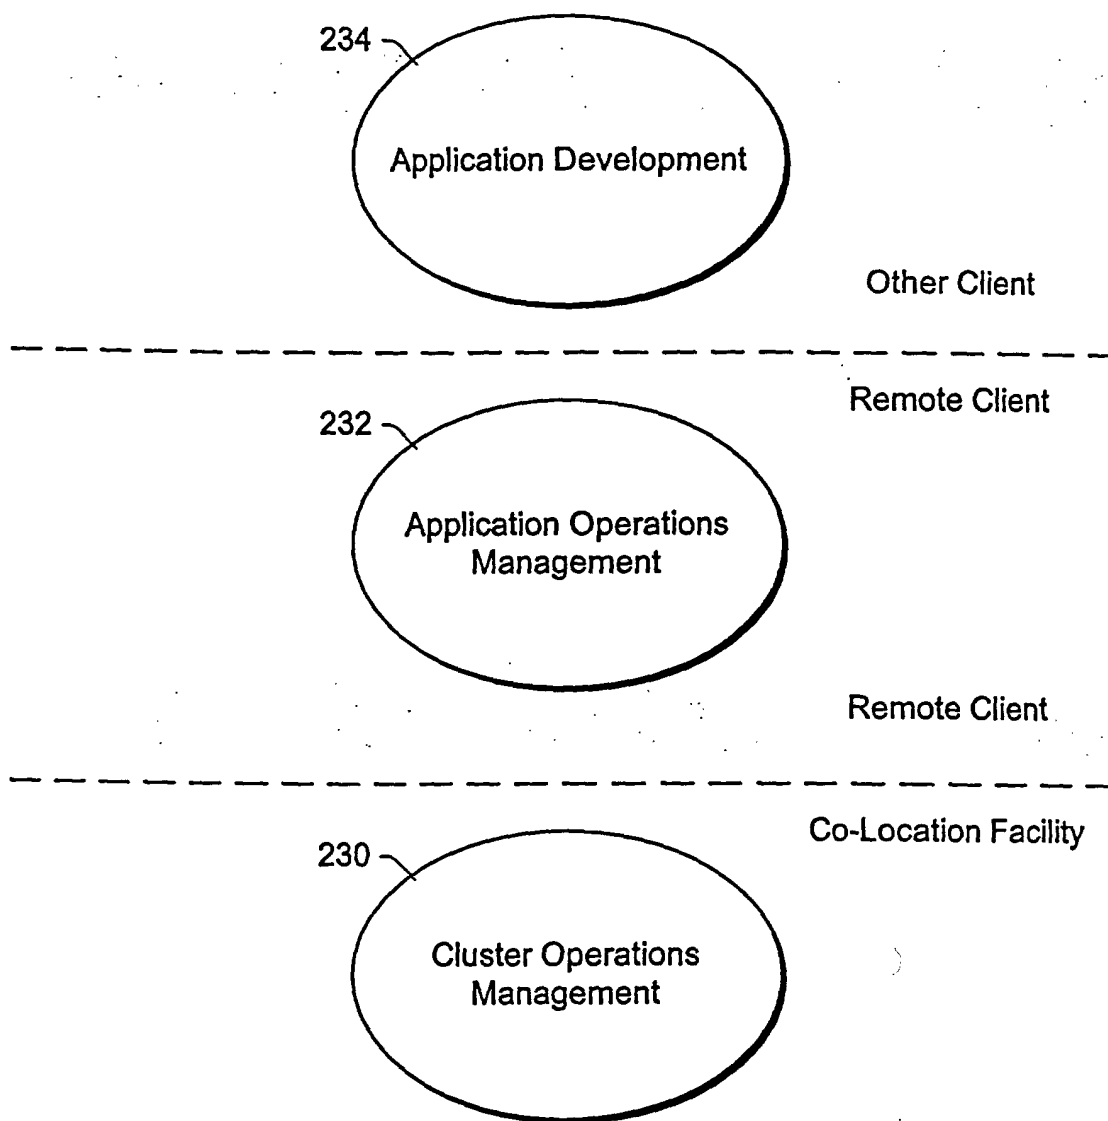 234
Application Development
Other Client
Remote Client
232
Application Operations
Management
Remote Client
Co-Location Facility
230
Cluster Operations
Management